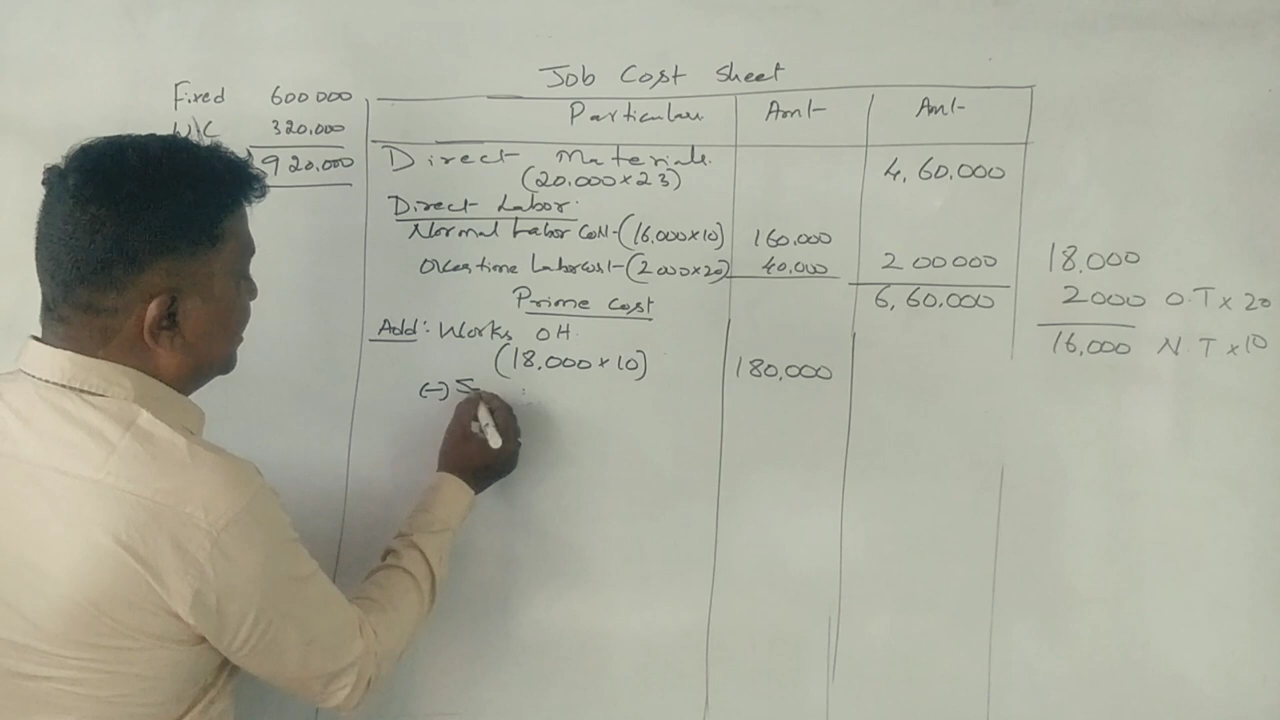 Job Cost Sheet
Fixed 600 000
W/C 320,000
920,000
Particulars Amt Amt
Direct Materials 4,60,000
(20.000 × 23)
Direct Labor:
Normal Labor Cost-(16,000×10) 160,000
Overtime Labor cost-(2000×20) 40,000 200000
Prime Cost 6,60,000
Add: Works OH.
(18,000 × 10) 180,000
(-) S
18,000
2000 O.T × 20
16,000 N.T × 10